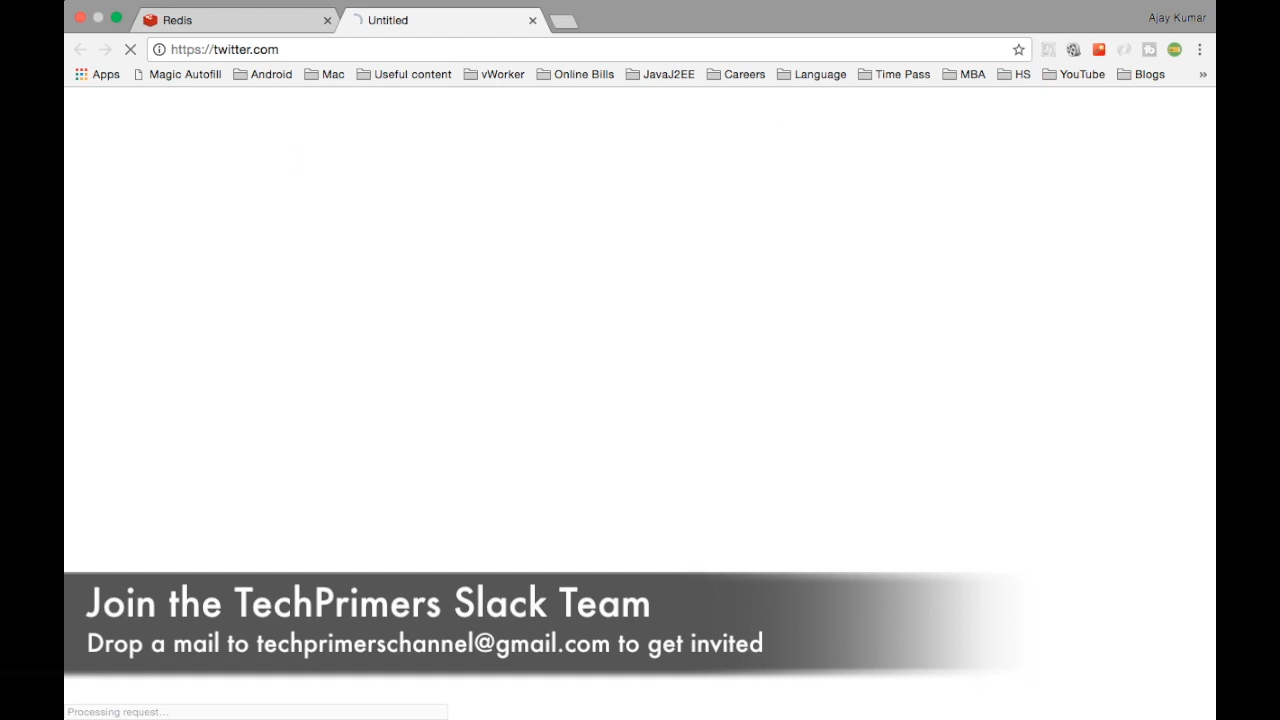 Redis
Untitled
Ajay Kumar
https://twitter.com
Apps Magic Autofill Android Mac Useful content vWorker Online Bills JavaJ2EE Careers Language Time Pass MBA HS YouTube Blogs »
Join the TechPrimers Slack Team
Drop a mail to techprimerschannel@gmail.com to get invited
Processing request...